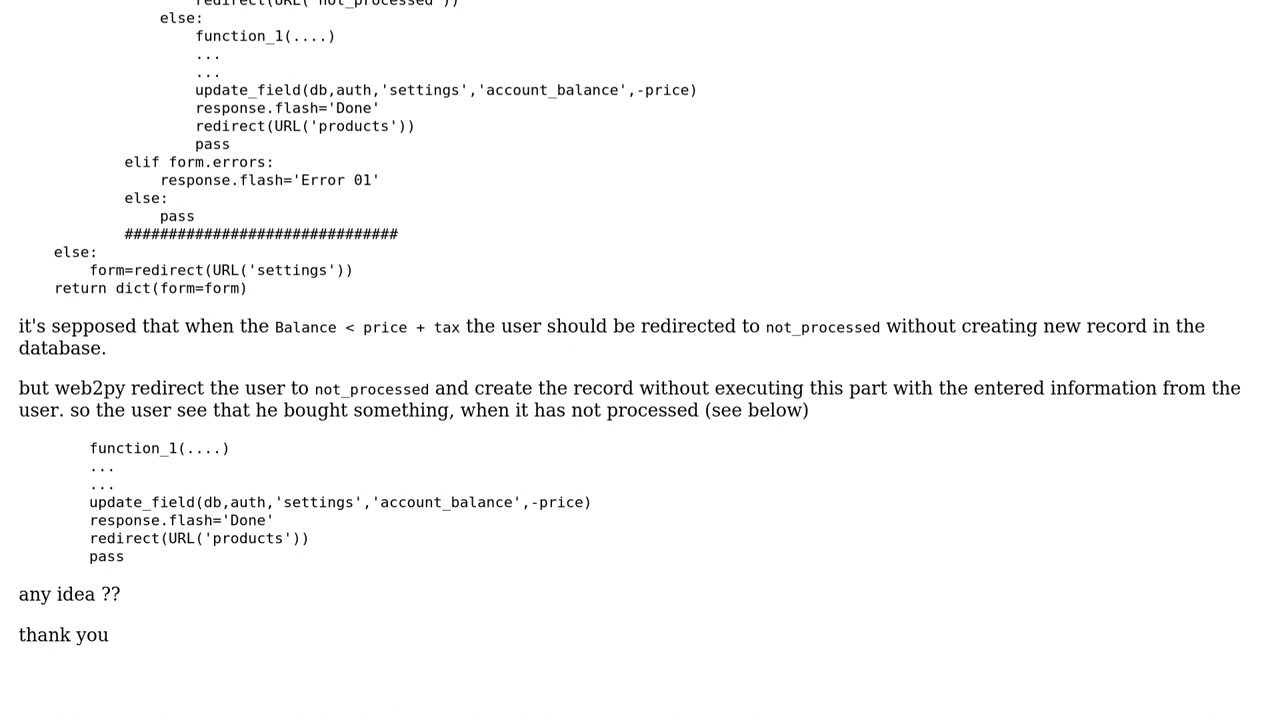 redirect(URL('not_processed'))
else:
function_1(....)
...
...
update_field(db,auth,'settings','account_balance',-price)
response.flash='Done'
redirect(URL('products'))
pass
elif form.errors:
response.flash='Error 01'
else:
pass
###############################
else:
form=redirect(URL('settings'))
return dict(form=form)
it's sepposed that when the Balance < price + tax the user should be redirected to not_processed without creating new record in the
database.
but web2py redirect the user to not_processed and create the record without executing this part with the entered information from the
user. so the user see that he bought something, when it has not processed (see below)
function_1(....)
...
...
update_field(db,auth,'settings','account_balance',-price)
response.flash='Done'
redirect(URL('products'))
pass
any idea ??
thank you